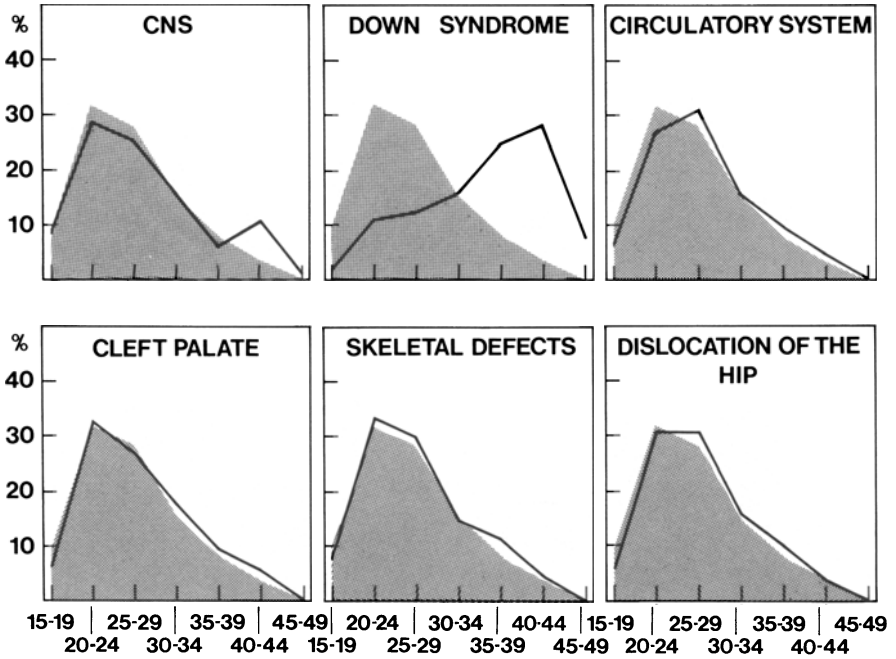 % CNS DOWN SYNDROME CIRCULATORY SYSTEM
40
30
20
10
% CLEFT PALATE SKELETAL DEFECTS DISLOCATION OF THE
HIP
40
30
20
10
15-19 25-29 35-39 45-49 20-24 30-34 40-44 15-19 25-29 35-39 45-49
20-24 30-34 40-44 15-19 25-29 35-39 45-49 20-24 30-34 40-44